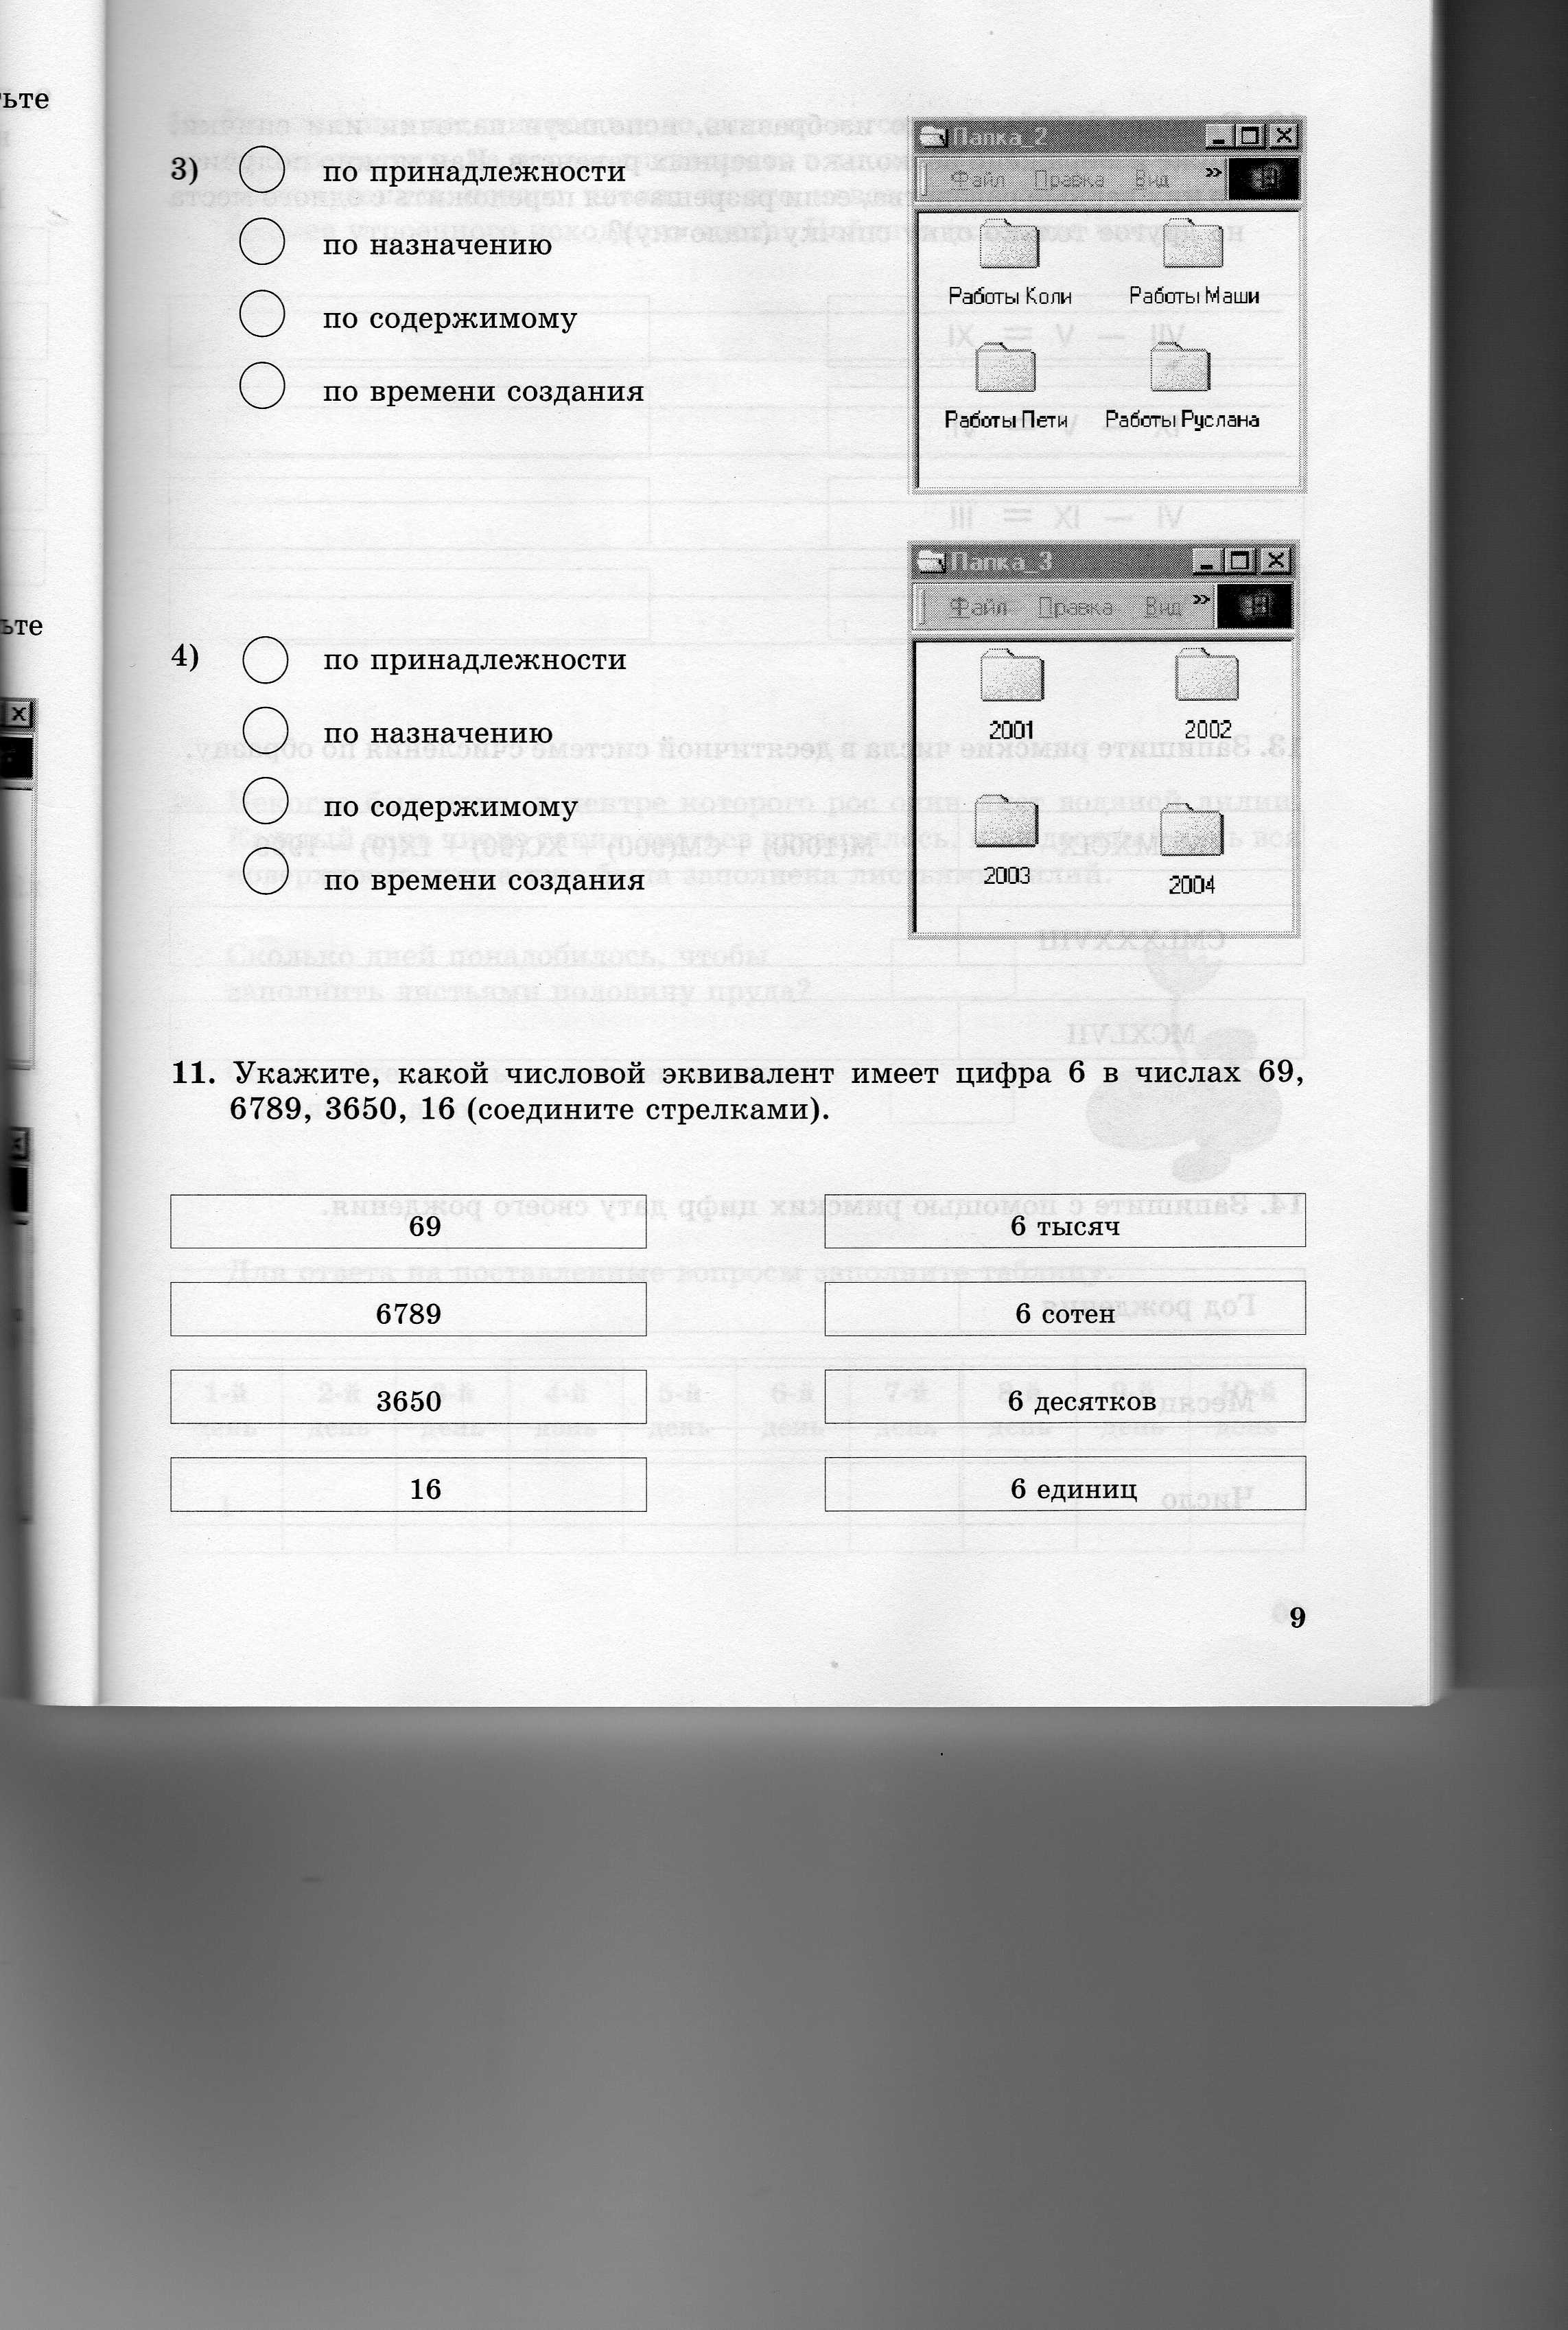 ьте
3)
по принадлежности
по назначению
по содержимому
по времени создания
Папка_2
Файл Правка Вид »
Работы Коли Работы Маши
Работы Пети Работы Руслана
ьте
4)
по принадлежности
по назначению
по содержимому
по времени создания
Папка_3
Файл Правка Вид »
2001 2002
2003 2004
11. Укажите, какой числовой эквивалент имеет цифра 6 в числах 69,
6789, 3650, 16 (соедините стрелками).
69 6 тысяч
6789 6 сотен
3650 6 десятков
16 6 единиц
9